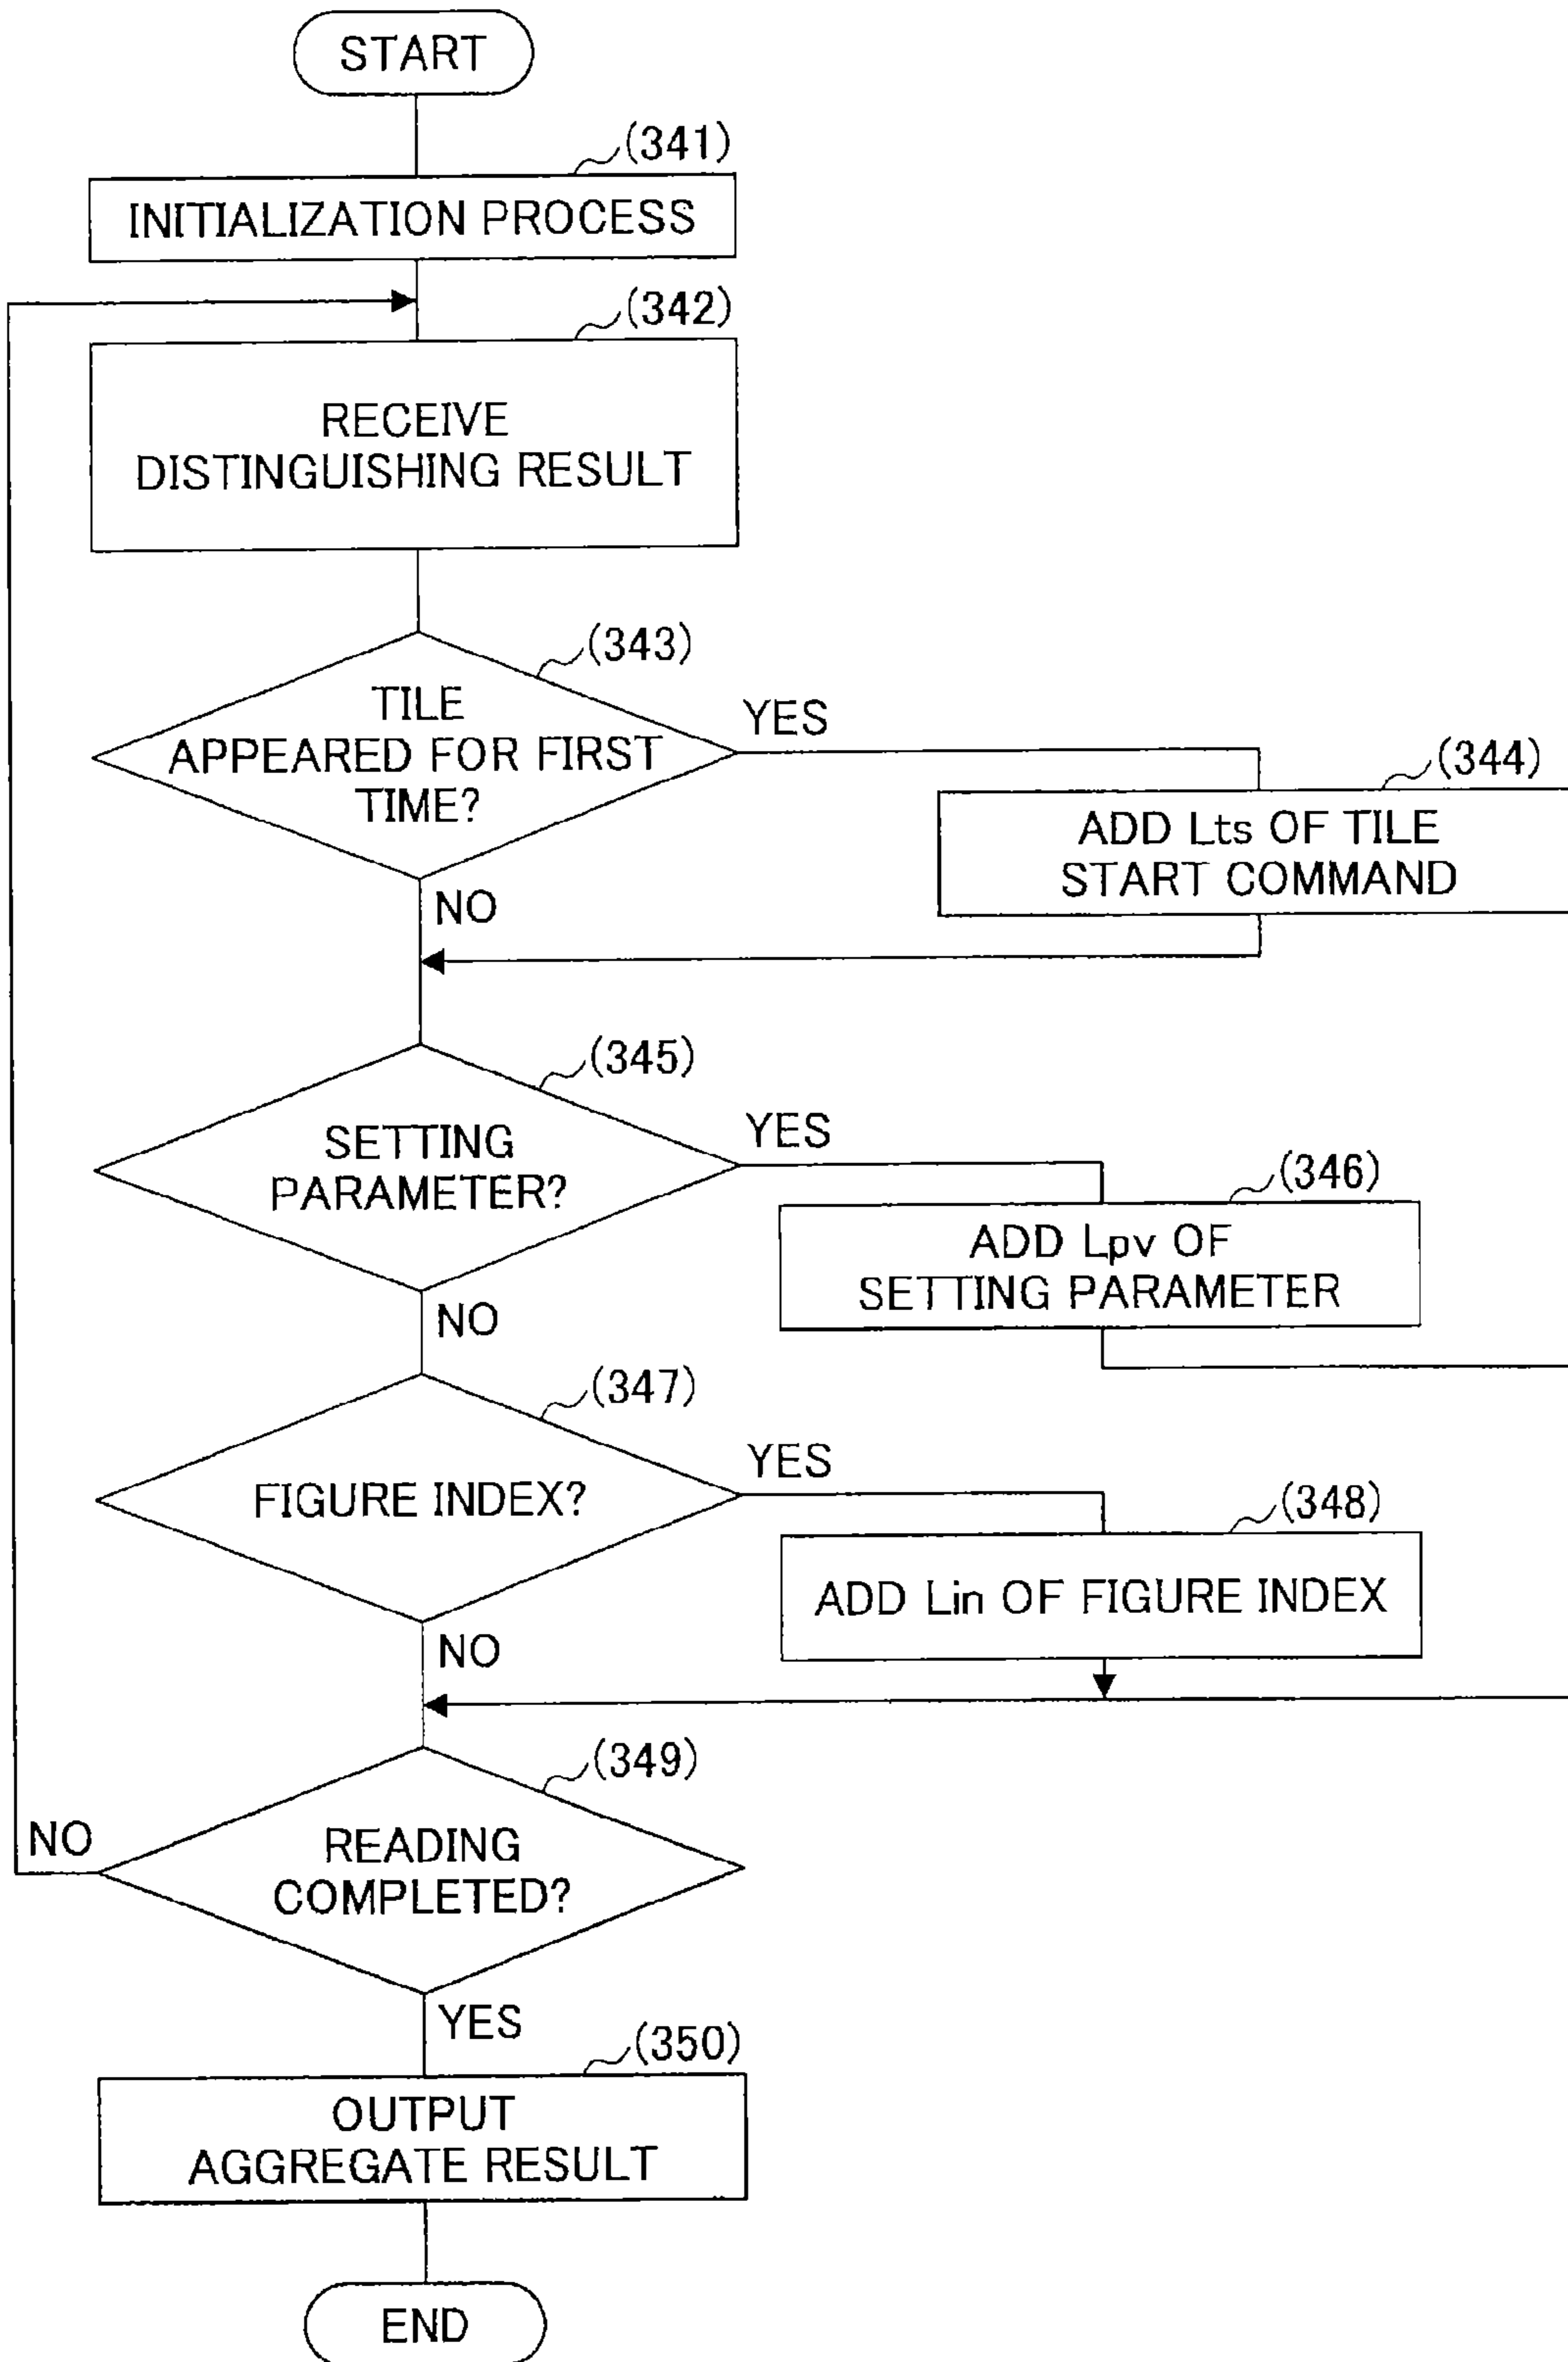 START
(341)
INITIALIZATION PROCESS
(342)
RECEIVE
DISTINGUISHING RESULT
(343)
TILE
APPEARED FOR FIRST
TIME?
YES
(344)
ADD Lts OF TILE
START COMMAND
NO
(345)
SETTING
PARAMETER?
YES
(346)
ADD Lpv OF
SETTING PARAMETER
NO
(347)
FIGURE INDEX?
YES
(348)
ADD Lin OF FIGURE INDEX
NO
(349)
READING
COMPLETED?
NO
YES
(350)
OUTPUT
AGGREGATE RESULT
END